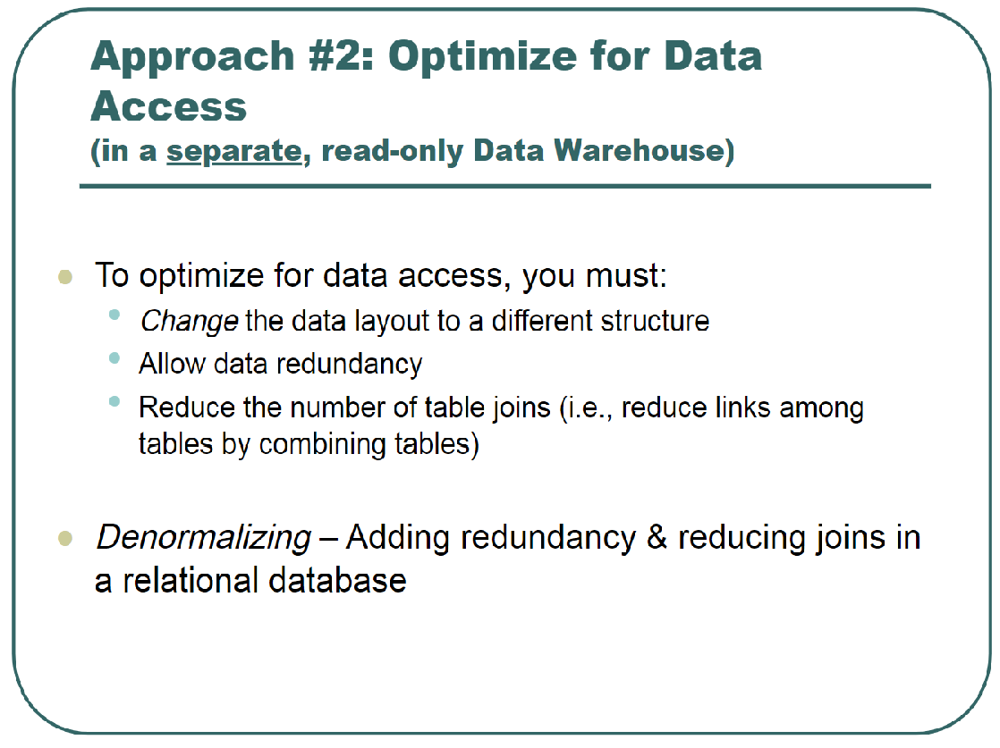 Approach #2: Optimize for Data
Access
(in a separate, read-only Data Warehouse)
To optimize for data access, you must:
Change the data layout to a different structure
Allow data redundancy
Reduce the number of table joins (i.e., reduce links among
tables by combining tables)
Denormalizing – Adding redundancy & reducing joins in
a relational database